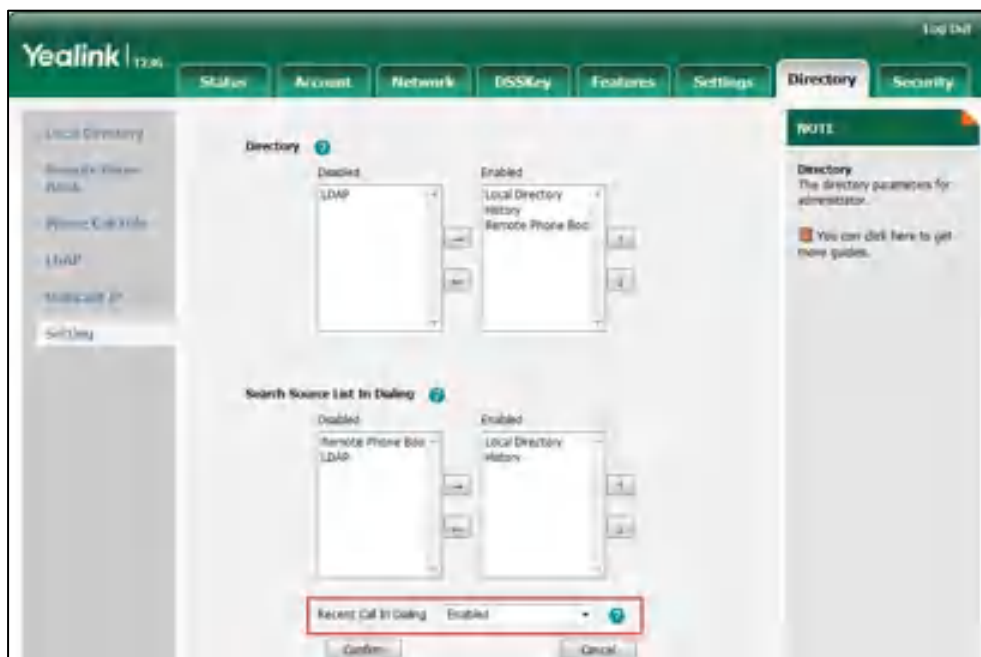 Log Out
Yealink
Status
Account
Network
DSSKey
Features
Settings
Directory
Security
Local Directory
Remote Phone Book
Phone Call Info
LDAP
Multicast IP
Setting
Directory
Disabled
Enabled
LDAP
Local Directory
History
Remote Phone Boo
Search Source List In Dialing
Disabled
Enabled
Remote Phone Boo
LDAP
Local Directory
History
Recent Call In Dialing Enabled
Confirm
Cancel
NOTE
Directory
The directory parameters for
administrator.
You can click here to get
more guides.